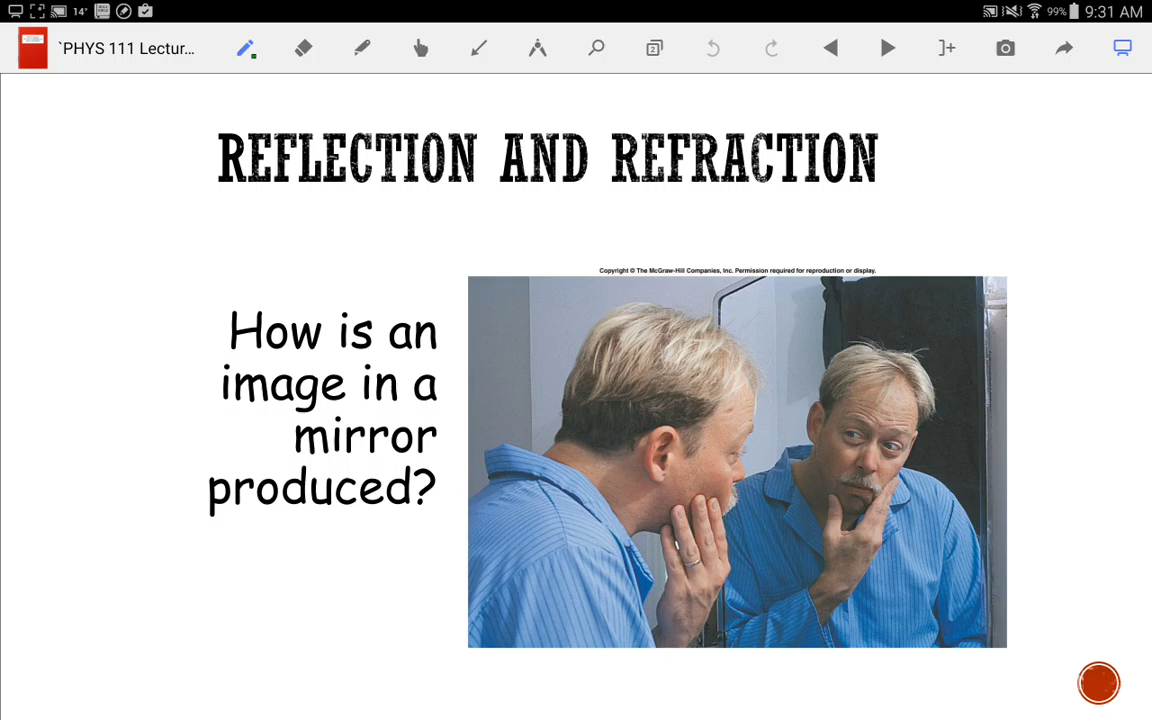 14°
99%
9:31 AM
`PHYS 111 Lectur...
2
REFLECTION AND REFRACTION
Copyright © The McGraw-Hill Companies, Inc. Permission required for reproduction or display.
How is an
image in a
mirror
produced?